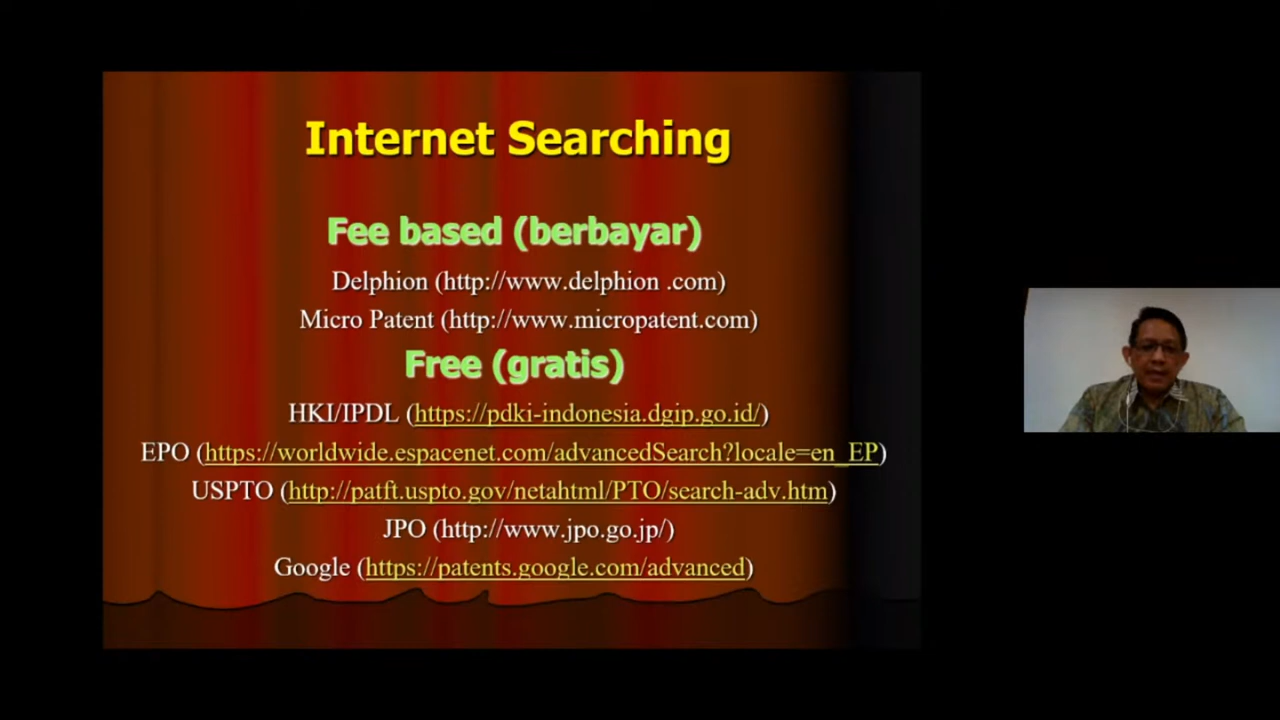 Internet Searching
Fee based (berbayar)
Delphion (http://www.delphion .com)
Micro Patent (http://www.micropatent.com)
Free (gratis)
HKI/IPDL (https://pdki-indonesia.dgip.go.id/)
EPO (https://worldwide.espacenet.com/advancedSearch?locale=en_EP)
USPTO (http://patft.uspto.gov/netahtml/PTO/search-adv.htm)
JPO (http://www.jpo.go.jp/)
Google (https://patents.google.com/advanced)